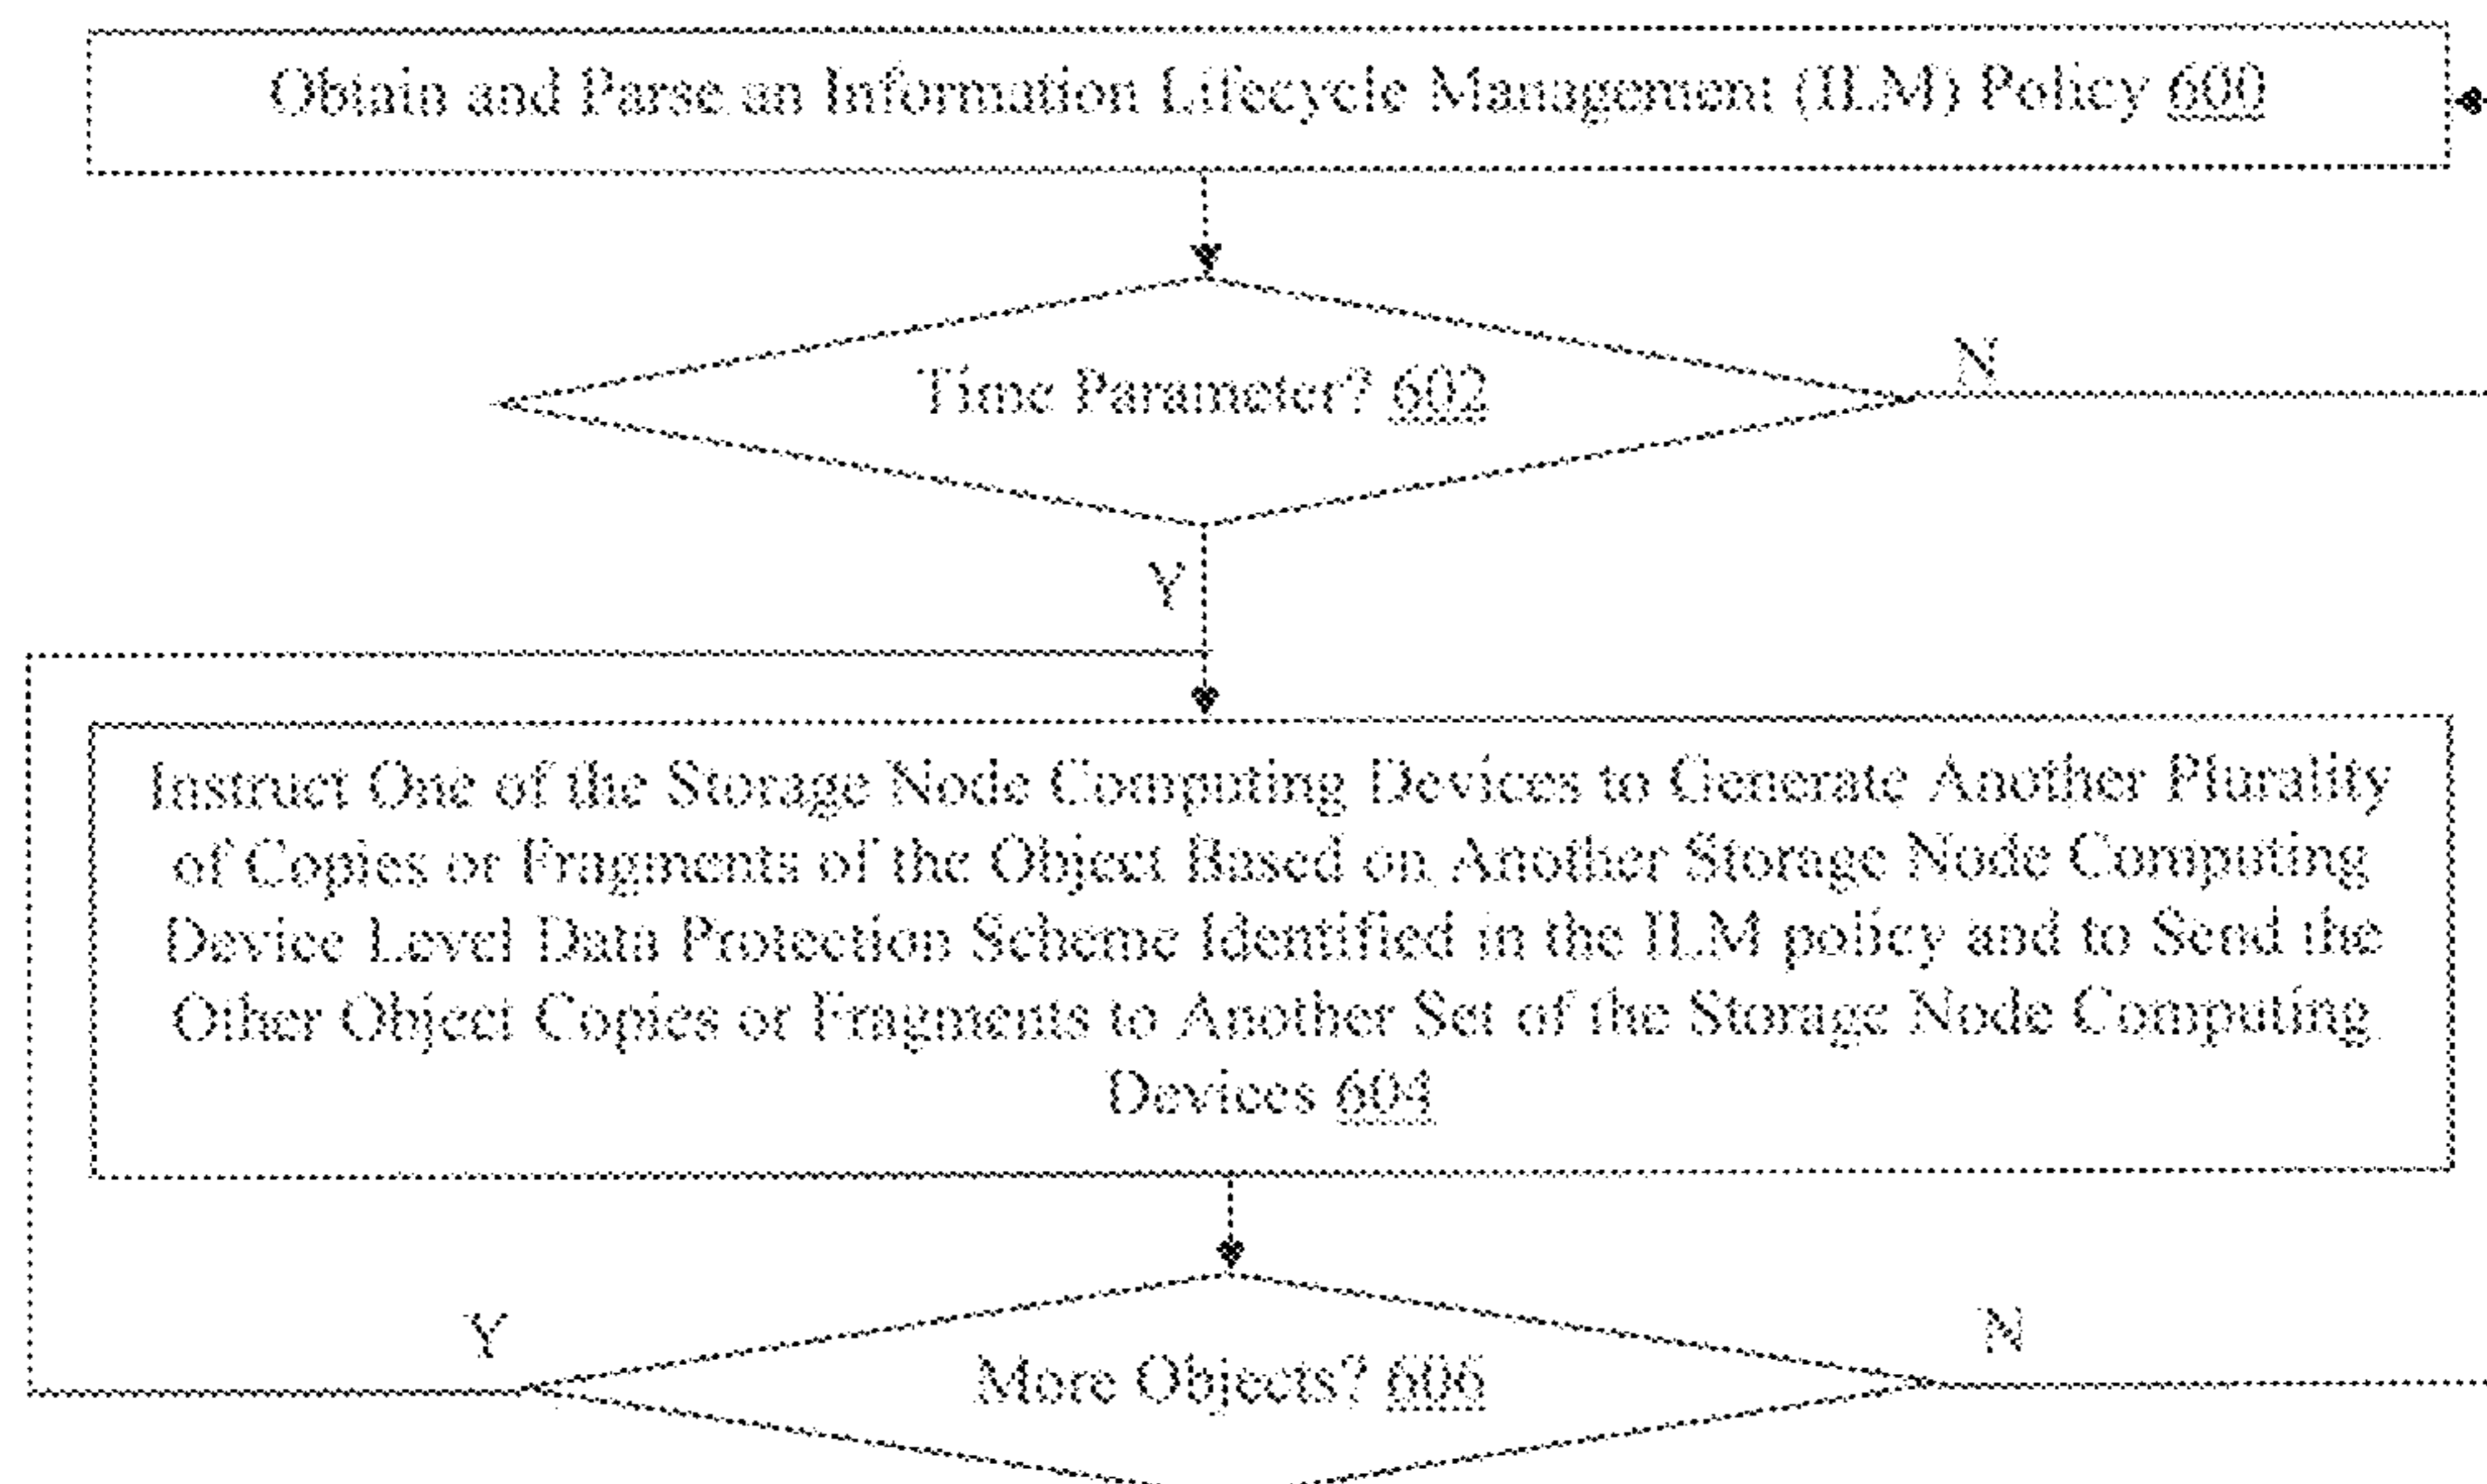 Obtain and Parse an Information Lifecycle Management (ILM) Policy 600
Time Parameter? 602
N
Y
Instruct One of the Storage Node Computing Devices to Generate Another Plurality
of Copies or Fragments of the Object Based on Another Storage Node Computing
Device Level Data Protection Scheme Identified in the ILM policy and to Send the
Other Object Copies or Fragments to Another Set of the Storage Node Computing
Devices 604
Y
N
More Objects? 606